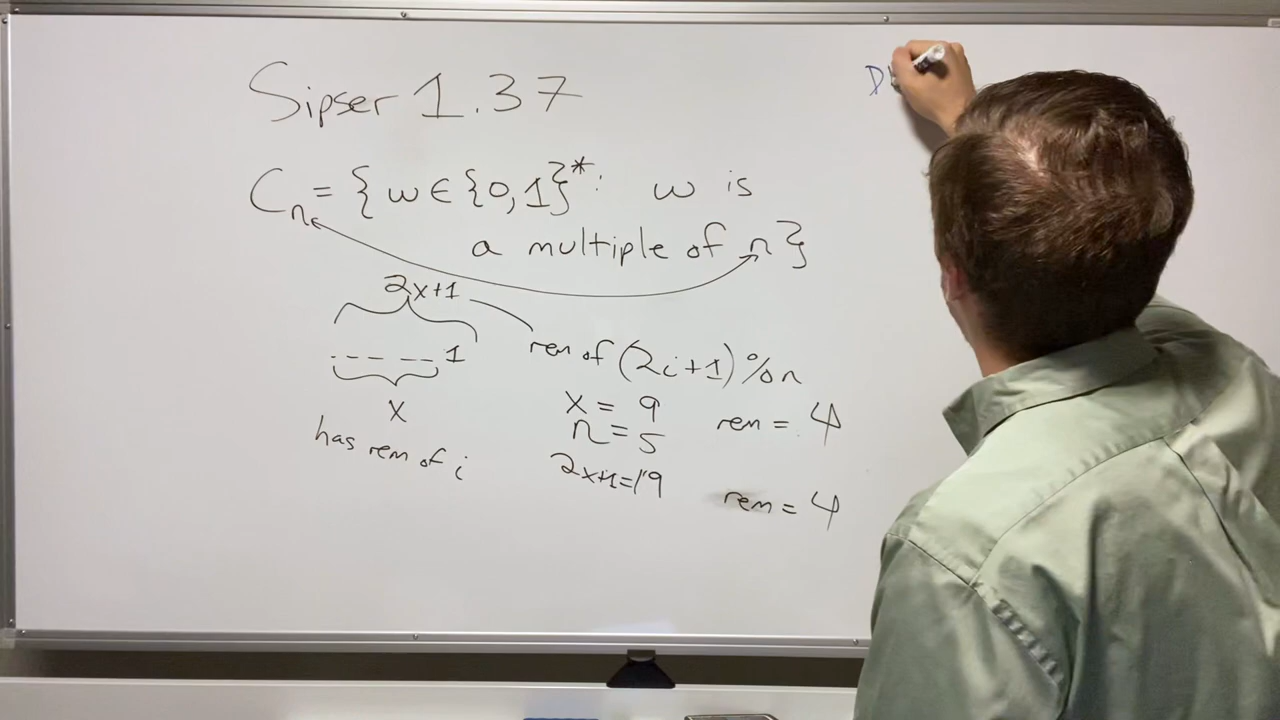 Sipser 1.37
Cₙ = { w ∈ {0,1}*: w is
a multiple of n}
2x+1
_ _ _ _ _ 1
x
has rem of i
rem of (2i+1)%n
x = 9 rem = 4
n = 5
2x+1=19 rem = 4
D